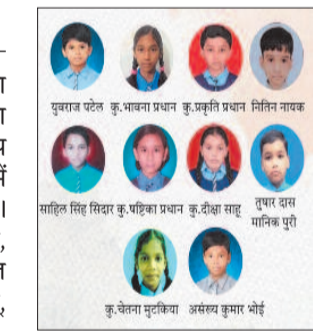 युवराज पटेल कु.भावना प्रधान कु.प्रकृति प्रधान नितिन नायक
साहिल सिंह सिदार कु.षष्टिका प्रधान कु.दीक्षा साहू तुषार दास
मानिक पुरी
कु.चेतना मुटकिया असंख्य कुमार भोई